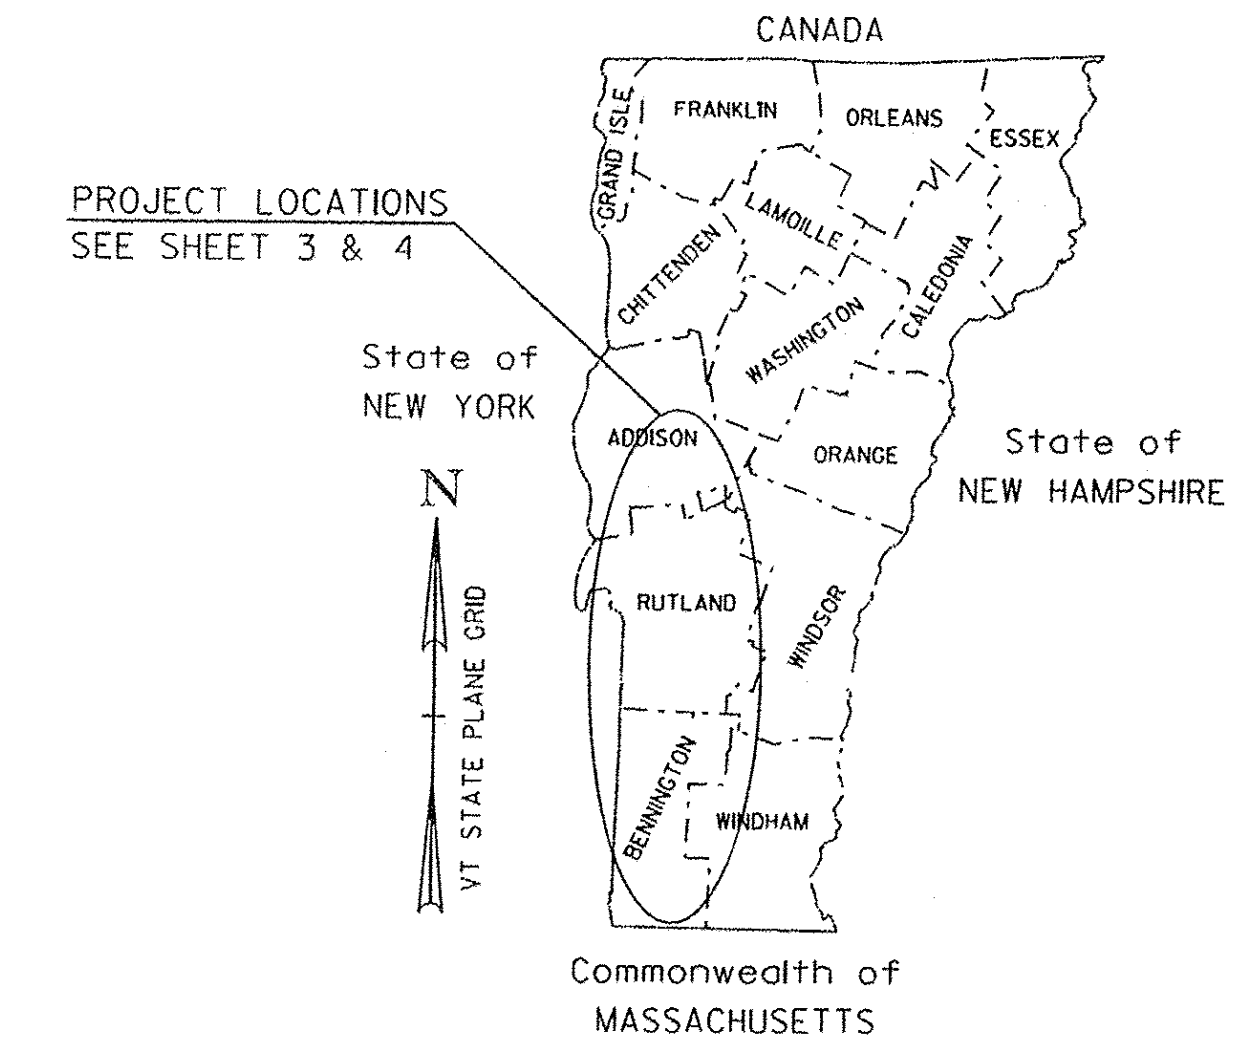 CANADA
FRANKLIN
ORLEANS
ESSEX
GRAND ISLE
PROJECT LOCATIONS
SEE SHEET 3 & 4
LAMOILLE
CHITTENDEN
CALEDONIA
WASHINGTON
State of
NEW YORK
ADDISON
ORANGE
State of
NEW HAMPSHIRE
N
VT STATE PLANE GRID
RUTLAND
WINDSOR
BENNINGTON
WINDHAM
Commonwealth of
MASSACHUSETTS